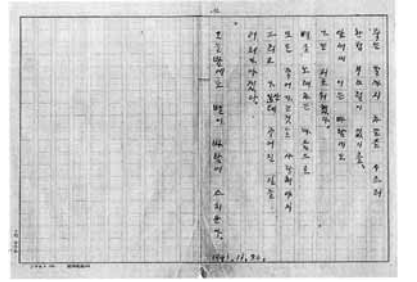 죽는 날까지 하늘을 우르러
한점 부끄럼이 없기를,
잎새에 이는 바람에도
나는 괴로워했다.
별을 노래하는 마음으로
모든 죽어가는것을 사랑해야지
그리고 나한테 주어진 길을
거러가야겠다.
오늘밤에도 별이 바람에 스치운다.
1941.11.20.